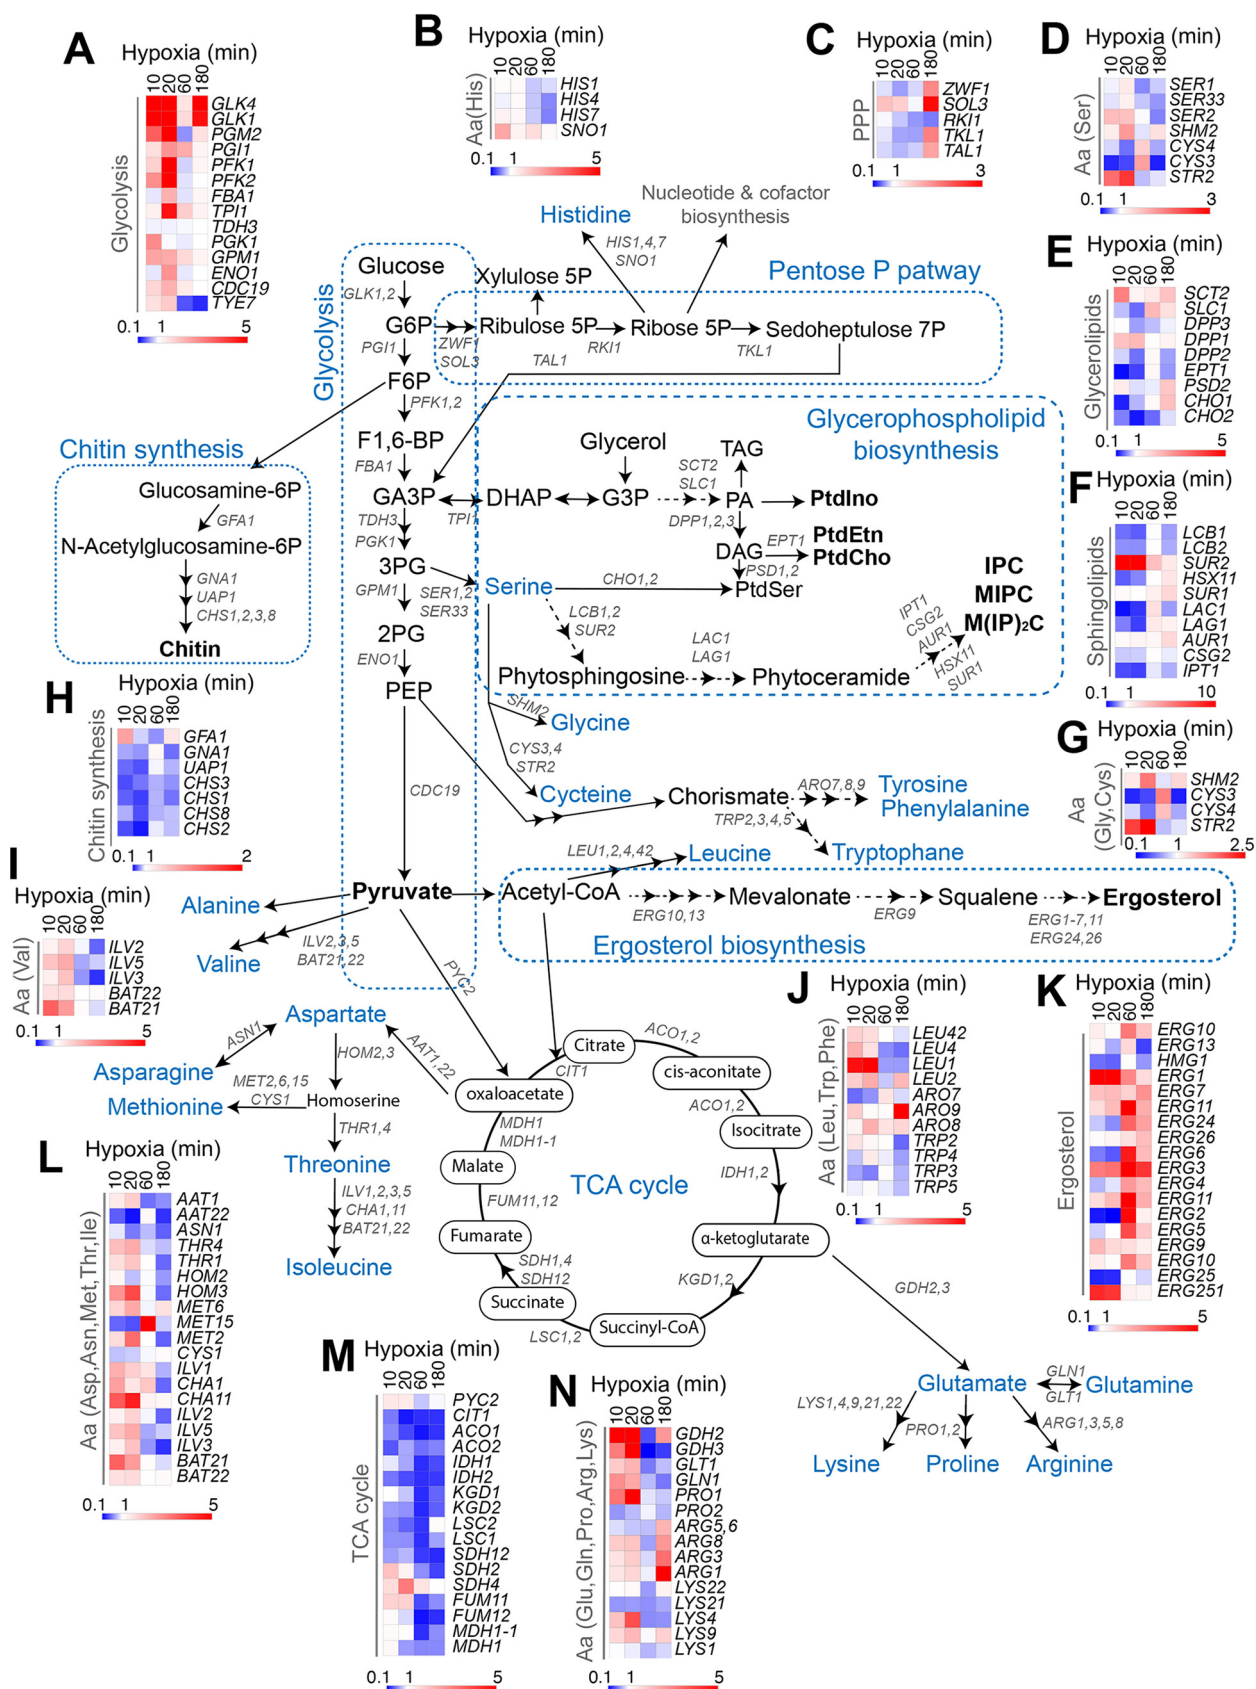 A
Hypoxia (min)
10 20 60 180
Glycolysis
GLK4
GLK1
PGM2
PGI1
PFK1
PFK2
FBA1
TPI1
TDH3
PGK1
GPM1
ENO1
CDC19
TYE7
0.1 1 5
B
Hypoxia (min)
10 20 60 180
Aa(His)
HIS1
HIS4
HIS7
SNO1
0.1 1 5
C
Hypoxia (min)
10 20 60 180
PPP
ZWF1
SOL3
RKI1
TKL1
TAL1
0.1 1 3
D
Hypoxia (min)
10 20 60 180
Aa (Ser)
SER1
SER33
SER2
SHM2
CYS4
CYS3
STR2
0.1 1 3
E
Hypoxia (min)
10 20 60 180
Glycerolipids
SCT2
SLC1
DPP3
DPP1
DPP2
EPT1
PSD2
CHO1
CHO2
0.1 1 5
F
Hypoxia (min)
10 20 60 180
Sphingolipids
LCB1
LCB2
SUR2
HSX11
SUR1
LAC1
LAG1
AUR1
CSG2
IPT1
0.1 1 10
G
Hypoxia (min)
10 20 60 180
Aa
(Gly,Cys)
SHM2
CYS3
CYS4
STR2
0.1 1 2.5
Histidine
Nucleotide & cofactor
biosynthesis
HIS1,4,7
SNO1
Glycolysis
Glucose
GLK1,2
G6P
PGI1
F6P
PFK1,2
F1,6-BP
FBA1
GA3P
TDH3
PGK1
3PG
GPM1
2PG
ENO1
PEP
CDC19
Pyruvate
Xylulose 5P
Pentose P patway
Ribulose 5P
Ribose 5P
Sedoheptulose 7P
ZWF1
SOL3
TAL1
RKI1
TKL1
Chitin synthesis
Glucosamine-6P
GFA1
N-Acetylglucosamine-6P
GNA1
UAP1
CHS1,2,3,8
Chitin
Glycerophospholipid
biosynthesis
Glycerol
TPI1
DHAP
G3P
SCT2
SLC1
TAG
PA
PtdIno
DPP1,2,3
DAG
EPT1
PtdEtn
PtdCho
PSD1,2
PtdSer
SER1,2
SER33
Serine
CHO1,2
LCB1,2
SUR2
Phytosphingosine
LAC1
LAG1
Phytoceramide
IPT1
CSG2
AUR1
HSX11
SUR1
IPC
MIPC
M(IP)₂C
SHM2
Glycine
CYS3,4
STR2
Cycteine
Chorismate
ARO7,8,9
Tyrosine
Phenylalanine
TRP2,3,4,5
Tryptophane
LEU1,2,4,42
Leucine
Acetyl-CoA
ERG10,13
Mevalonate
ERG9
Squalene
ERG1-7,11
ERG24,26
Ergosterol
Ergosterol biosynthesis
H
Hypoxia (min)
10 20 60 180
Chitin synthesis
GFA1
GNA1
UAP1
CHS3
CHS1
CHS8
CHS2
0.1 1 2
I
Hypoxia (min)
10 20 60 180
Aa (Val)
ILV2
ILV5
ILV3
BAT22
BAT21
0.1 1 5
Alanine
Valine
ILV2,3,5
BAT21,22
PYC2
Aspartate
ASN1
Asparagine
HOM2,3
AAT1,22
MET2,6,15
CYS1
Methionine
Homoserine
THR1,4
Threonine
ILV1,2,3,5
CHA1,11
BAT21,22
Isoleucine
TCA cycle
Citrate
CIT1
ACO1,2
cis-aconitate
ACO1,2
Isocitrate
IDH1,2
α-ketoglutarate
KGD1,2
Succinyl-CoA
LSC1,2
Succinate
SDH1,4
SDH12
Fumarate
FUM11,12
Malate
MDH1
MDH1-1
oxaloacetate
GDH2,3
Glutamate
GLN1
GLT1
Glutamine
LYS1,4,9,21,22
PRO1,2
ARG1,3,5,8
Lysine
Proline
Arginine
J
Hypoxia (min)
10 20 60 180
Aa (Leu,Trp,Phe)
LEU42
LEU4
LEU1
LEU2
ARO7
ARO9
ARO8
TRP2
TRP4
TRP3
TRP5
0.1 1 5
K
Hypoxia (min)
10 20 60 180
Ergosterol
ERG10
ERG13
HMG1
ERG1
ERG7
ERG11
ERG24
ERG26
ERG6
ERG3
ERG4
ERG11
ERG2
ERG5
ERG9
ERG10
ERG25
ERG251
0.1 1 5
L
Hypoxia (min)
10 20 60 180
Aa (Asp,Asn,Met,Thr,Ile)
AAT1
AAT22
ASN1
THR4
THR1
HOM2
HOM3
MET6
MET15
MET2
CYS1
ILV1
CHA1
CHA11
ILV2
ILV5
ILV3
BAT21
BAT22
0.1 1 5
M
Hypoxia (min)
10 20 60 180
TCA cycle
PYC2
CIT1
ACO1
ACO2
IDH1
IDH2
KGD1
KGD2
LSC2
LSC1
SDH12
SDH2
SDH4
FUM11
FUM12
MDH1-1
MDH1
0.1 1 5
N
Hypoxia (min)
10 20 60 180
Aa (Glu,Gln,Pro,Arg,Lys)
GDH2
GDH3
GLT1
GLN1
PRO1
PRO2
ARG5,6
ARG8
ARG3
ARG1
LYS22
LYS21
LYS4
LYS9
LYS1
0.1 1 5